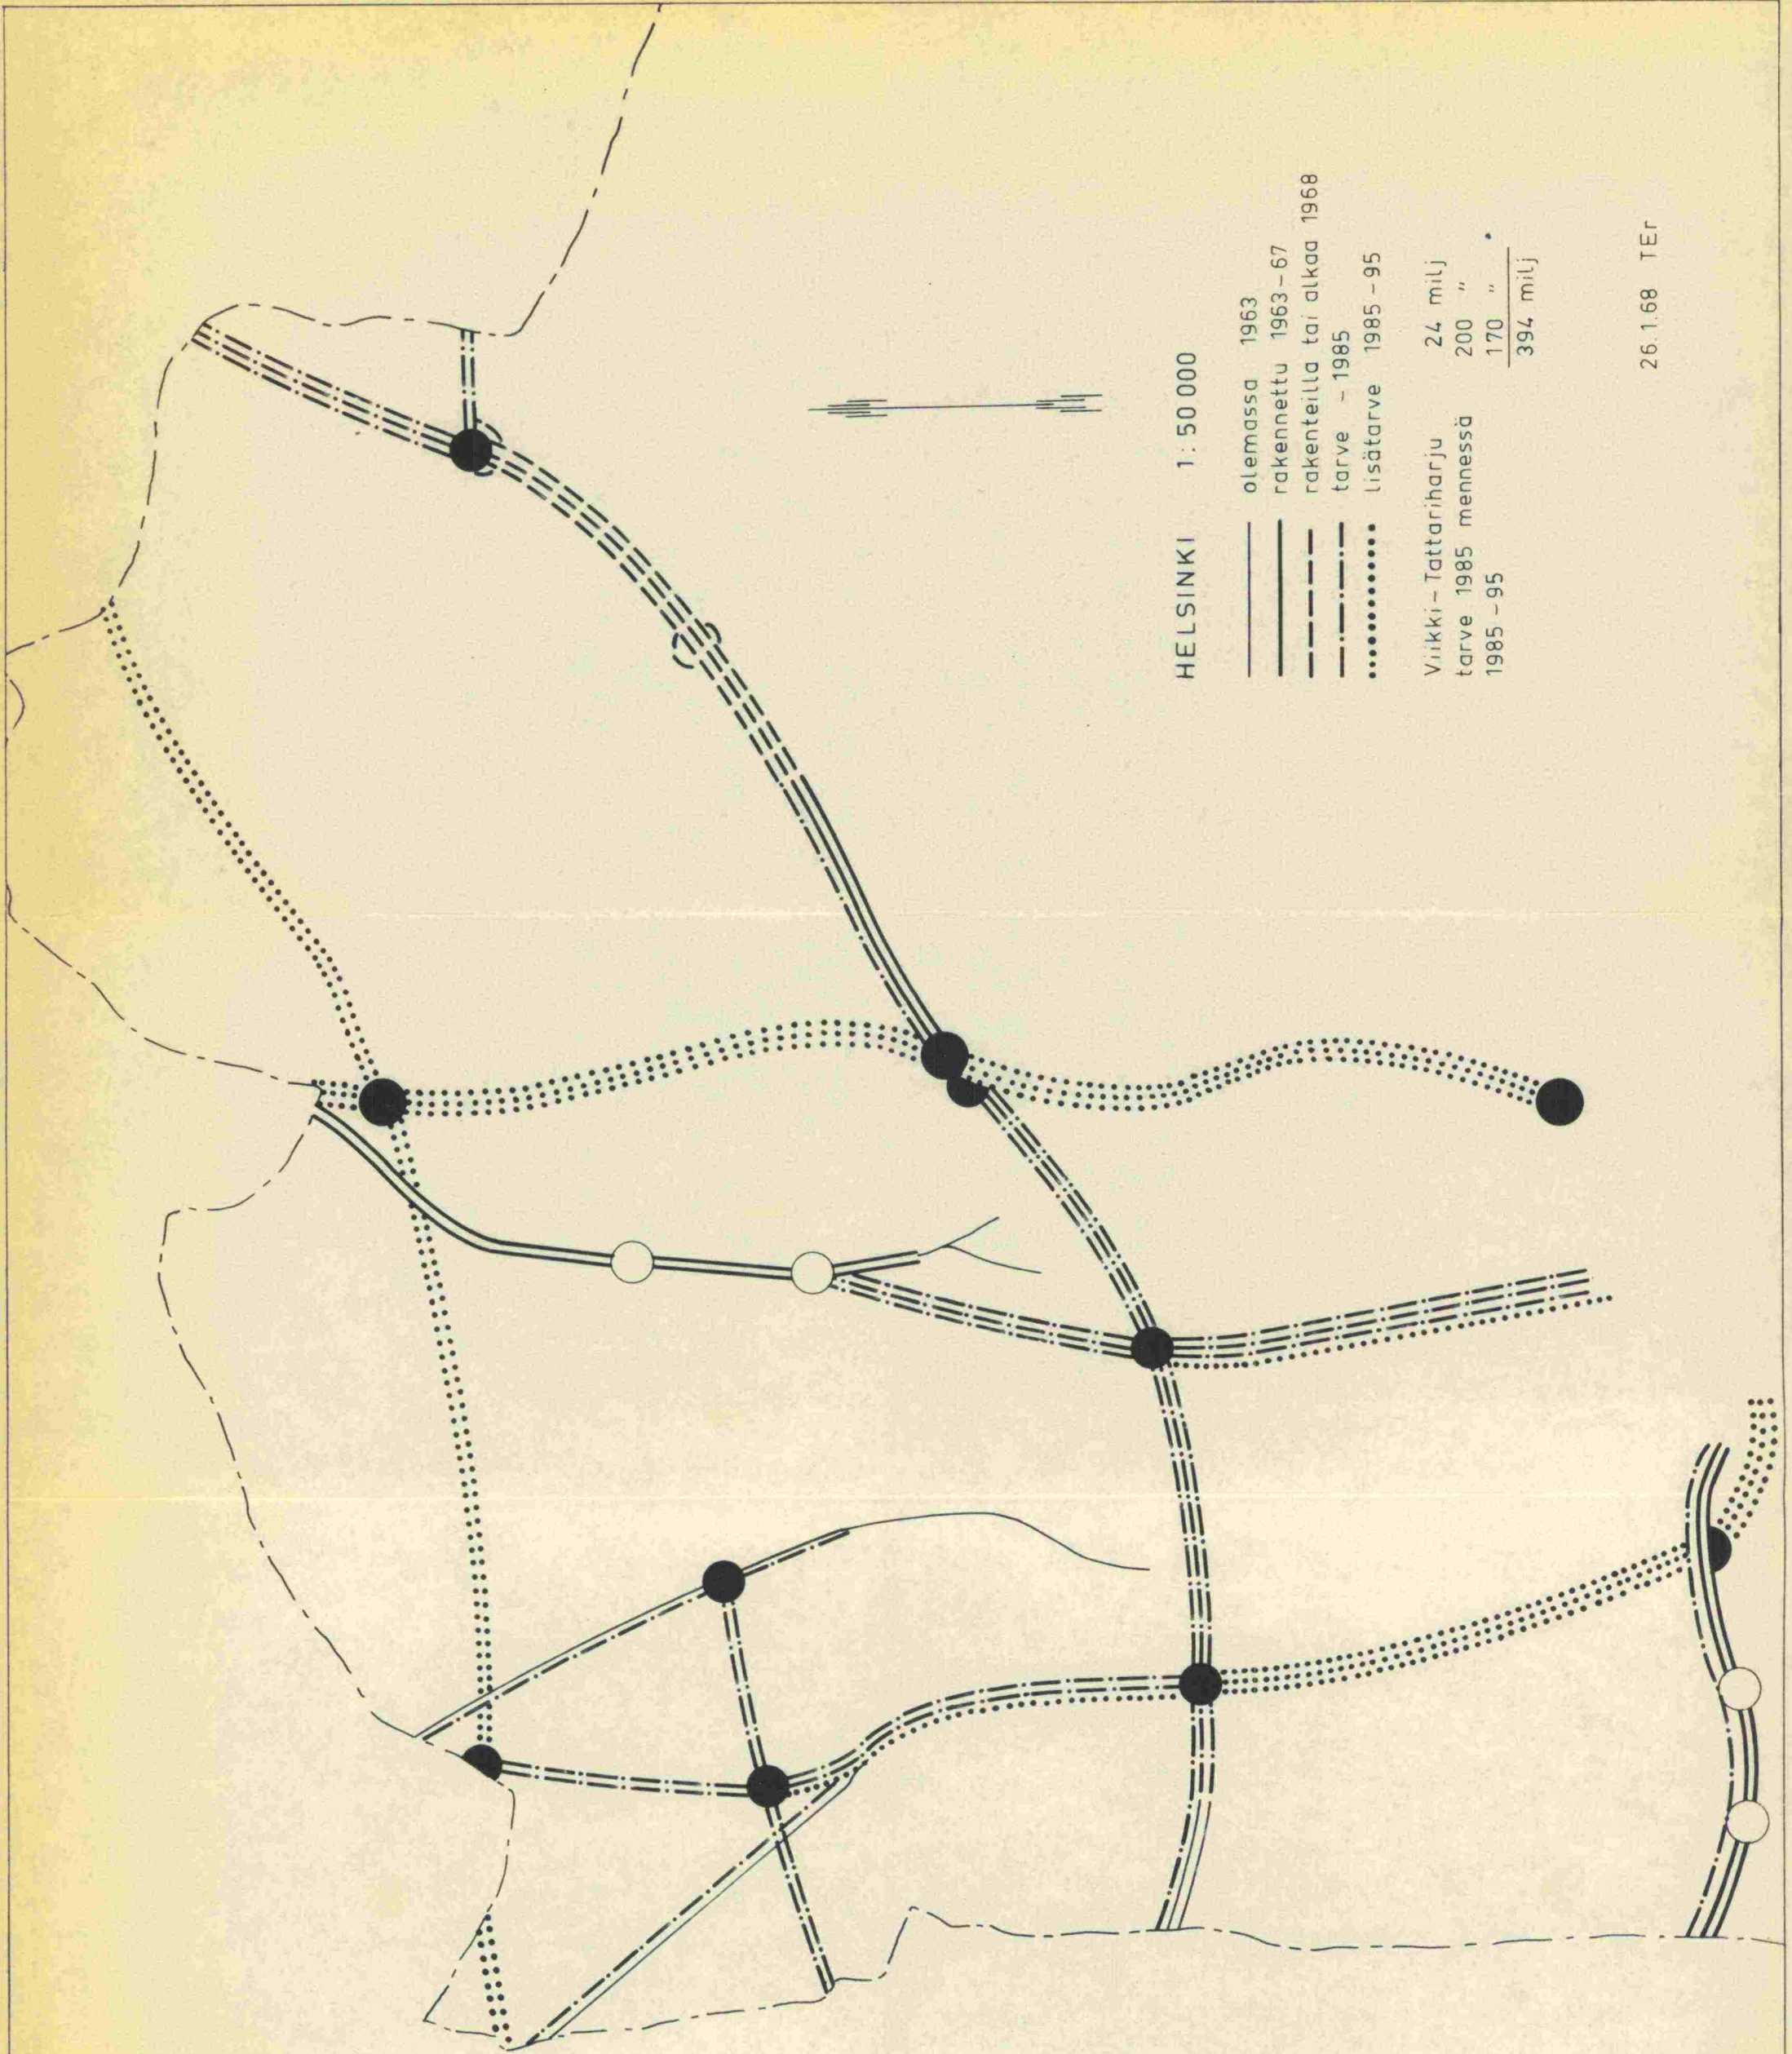 HELSINKI 1:50 000
olemassa 1963
rakennettu 1963-67
rakenteilla tai alkaa 1968
tarve - 1985
lisätarve 1985-95
Viikki-Tattariharju 24 milj
tarve 1985 mennessä 200 "
1985-95 170 "
394 milj
26.1.68 TEr